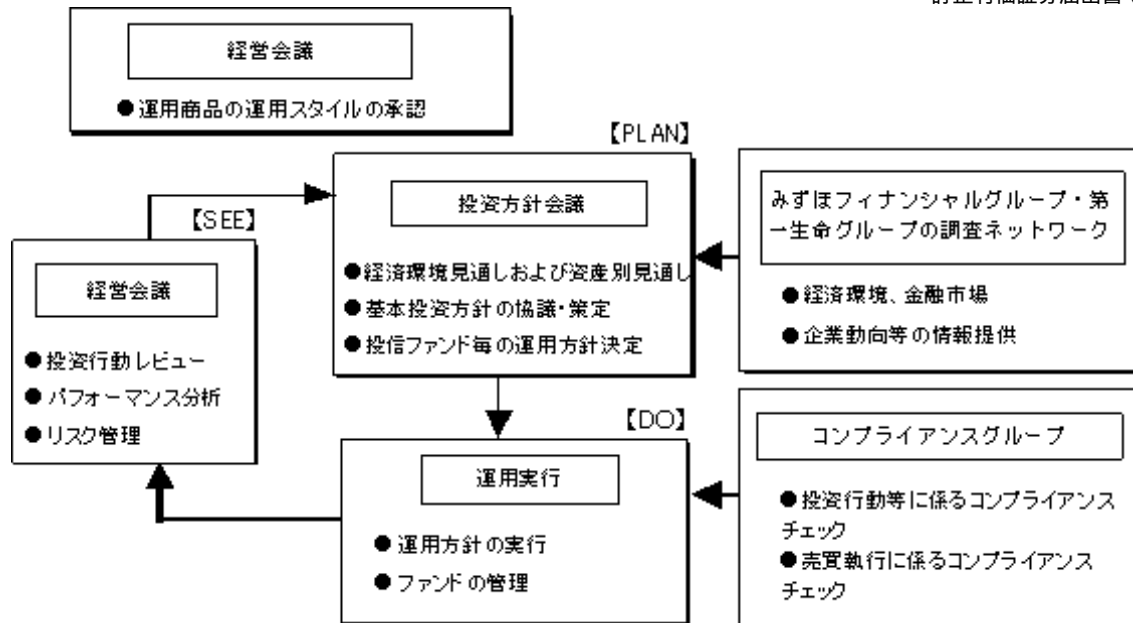 経営会議
●運用商品の運用スタイルの承認
【PLAN】
投資方針会議
●経済環境見通しおよび資産別見通し
●基本投資方針の協議・策定
●投信ファンド毎の運用方針決定
みずほフィナンシャルグループ・第
一生命グループの調査ネットワーク
●経済環境、金融市場
●企業動向等の情報提供
【SEE】
経営会議
●投資行動レビュー
●パフォーマンス分析
●リスク管理
【DO】
運用実行
●運用方針の実行
●ファンドの管理
コンプライアンスグループ
●投資行動等に係るコンプライアンス
チェック
●売買執行に係るコンプライアンス
チェック